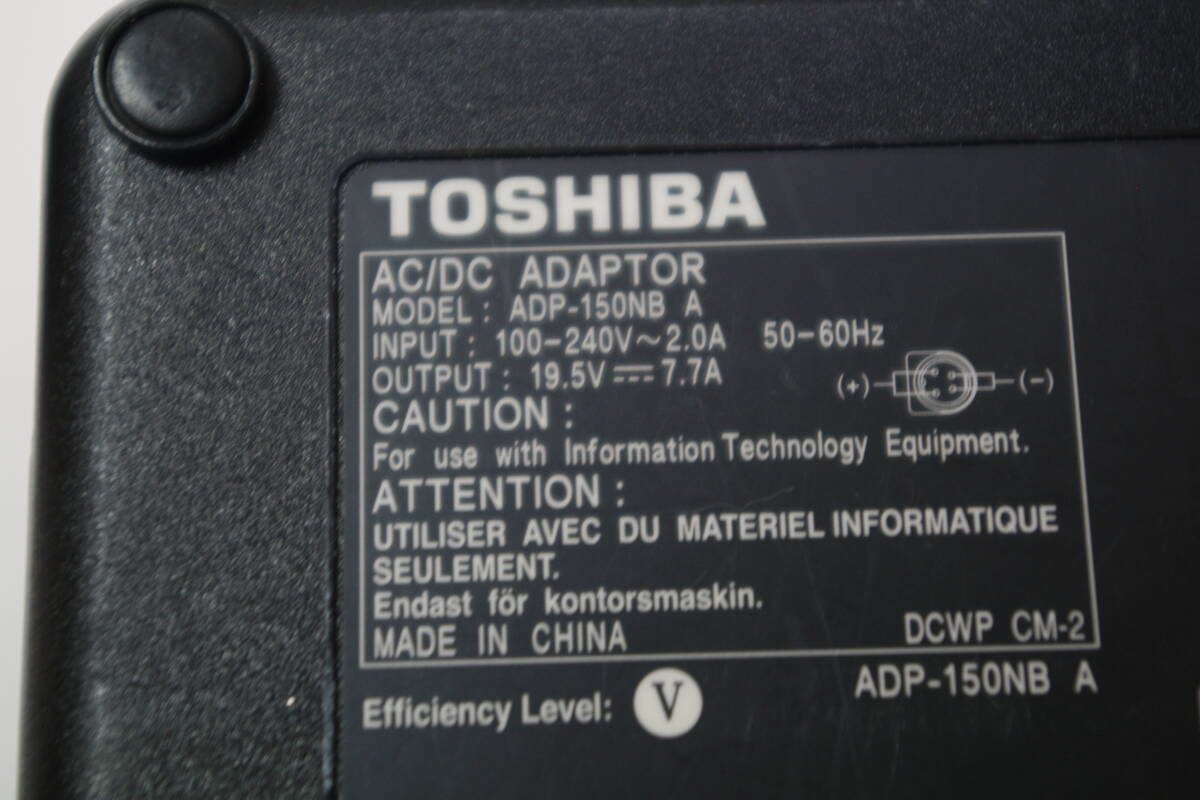 TOSHIBA
AC/DC ADAPTOR
MODEL : ADP-150NB A
INPUT : 100-240V~2.0A 50-60Hz
OUTPUT : 19.5V⎓7.7A (+) (-)
CAUTION :
For use with Information Technology Equipment.
ATTENTION :
UTILISER AVEC DU MATERIEL INFORMATIQUE
SEULEMENT.
Endast för kontorsmaskin.
MADE IN CHINA DCWP CM-2
ADP-150NB A
Efficiency Level: V